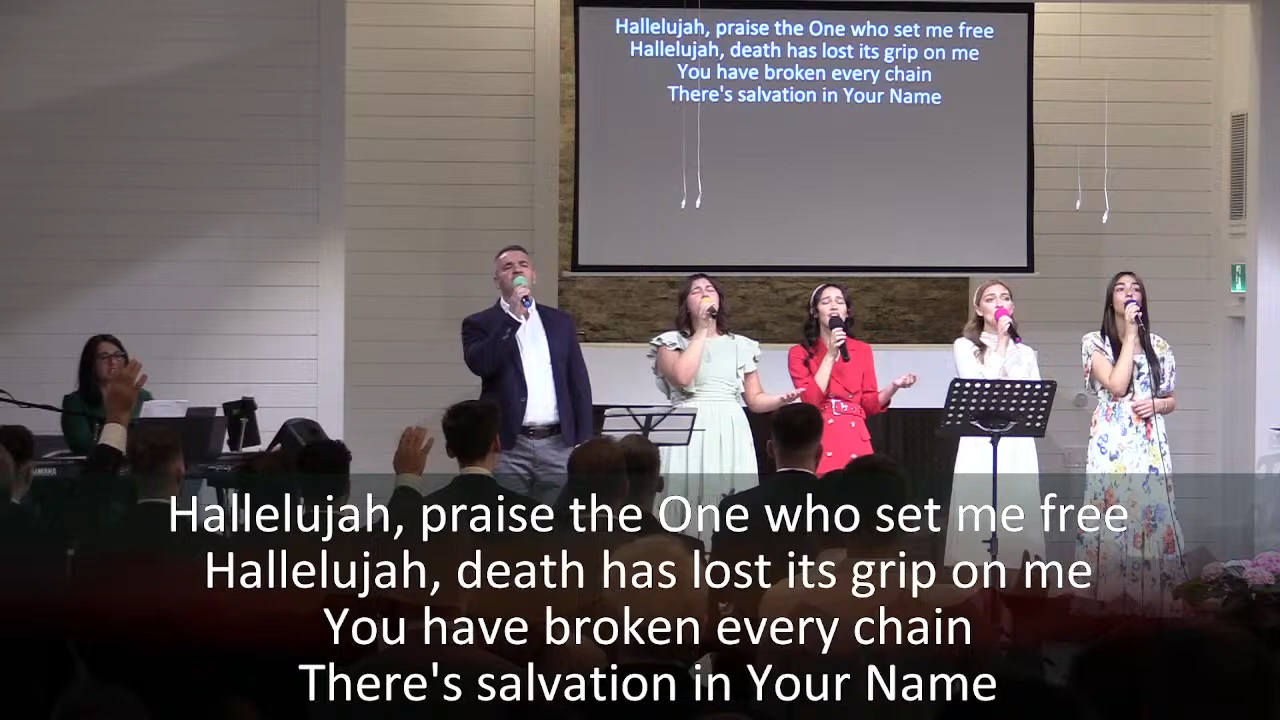 Hallelujah, praise the One who set me free
Hallelujah, death has lost its grip on me
You have broken every chain
There's salvation in Your Name
YAMAHA
Hallelujah, praise the One who set me free
Hallelujah, death has lost its grip on me
You have broken every chain
There's salvation in Your Name